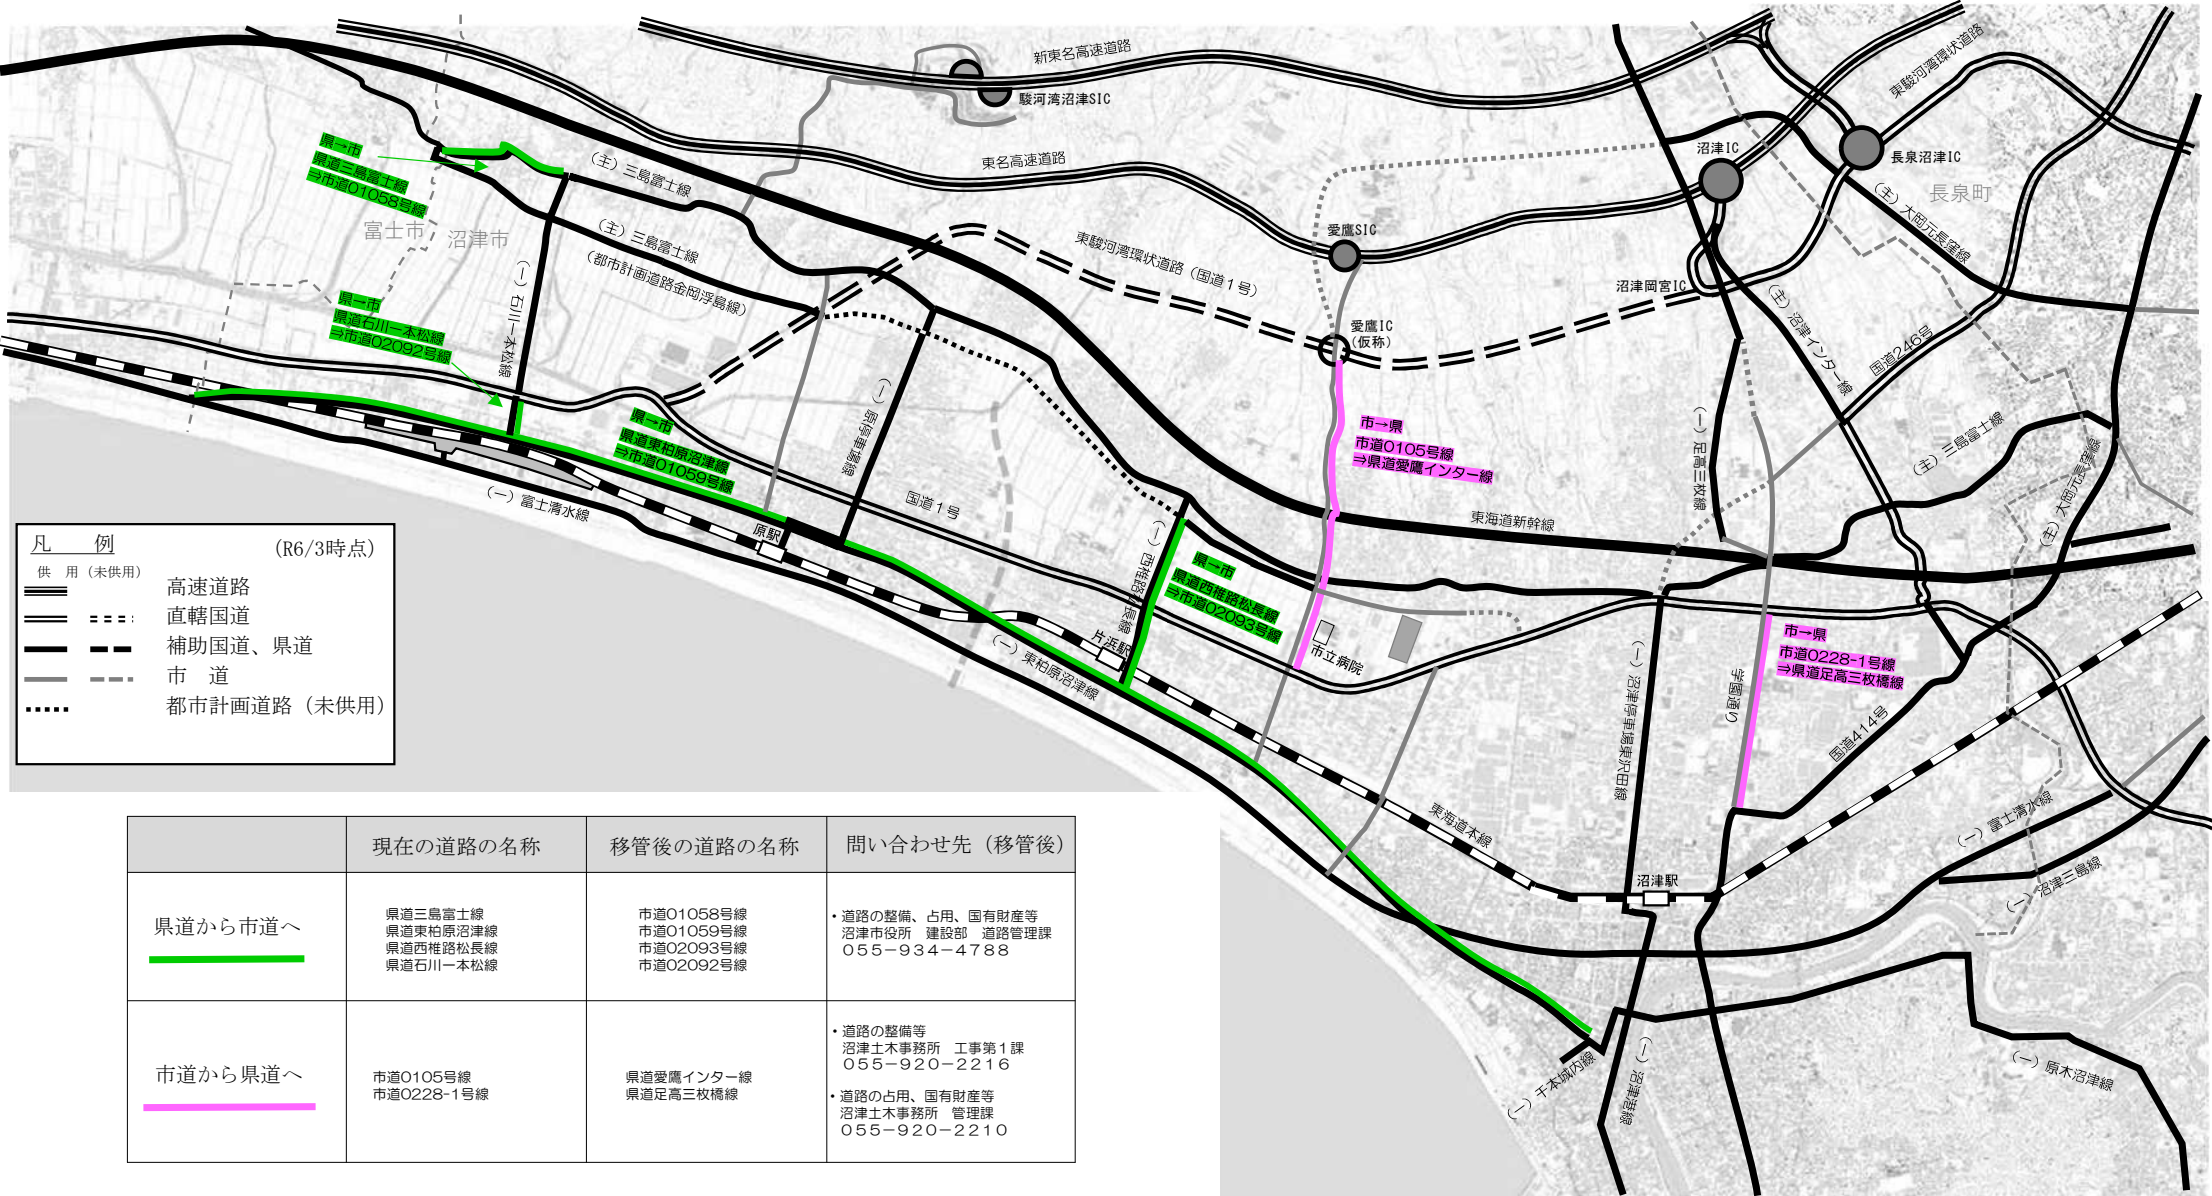 新東名高速道路
駿河湾沼津SIC
東駿河湾環状道路
長泉沼津IC
沼津IC
長泉町
(主) 大岡元長窪線
県→市
県道三島富士線
⇒市道01058号線
富士市
沼津市
(主) 三島富士線
東名高速道路
(主) 三島富士線
(都市計画道路金岡浮島線)
東駿河湾環状道路(国道1号)
愛鷹SIC
愛鷹IC
(仮称)
沼津岡宮IC
(主) 沼津インター線
国道246号
県→市
県道石川一本松線
⇒市道02092号線
(一) 石川一本松線
県→市
県道東柏原沼津線
⇒市道01059号線
(一) 原停車場線
国道1号
(一) 富士清水線
原駅
市→県
市道0105号線
⇒県道愛鷹インター線
東海道新幹線
(一) 足高三枚線
(主) 三島富士線
(主) 大岡元長窪線
(一) 西椎路松長線
県→市
県道西椎路松長線
⇒市道02093号線
片浜駅
(一) 東柏原沼津線
市立病院
(一) 沼津停車場東沢田線
学園通り
市→県
市道0228-1号線
⇒県道足高三枚橋線
国道414号
東海道本線
沼津駅
(一) 富士清水線
(一) 沼津三島線
(一) 千本城内線
(一) 沼津港線
(一) 原木沼津線
凡　例
(R6/3時点)
供　用 (未供用)
高速道路
直轄国道
補助国道、県道
市　道
都市計画道路（未供用）
現在の道路の名称　移管後の道路の名称　問い合わせ先（移管後）
県道から市道へ
県道三島富士線
県道東柏原沼津線
県道西椎路松長線
県道石川一本松線
市道01058号線
市道01059号線
市道02093号線
市道02092号線
・道路の整備、占用、国有財産等
沼津市役所　建設部　道路管理課
055－934－4788
市道から県道へ
市道0105号線
市道0228-1号線
県道愛鷹インター線
県道足高三枚橋線
・道路の整備等
沼津土木事務所　工事第1課
055－920－2216
・道路の占用、国有財産等
沼津土木事務所　管理課
055－920－2210